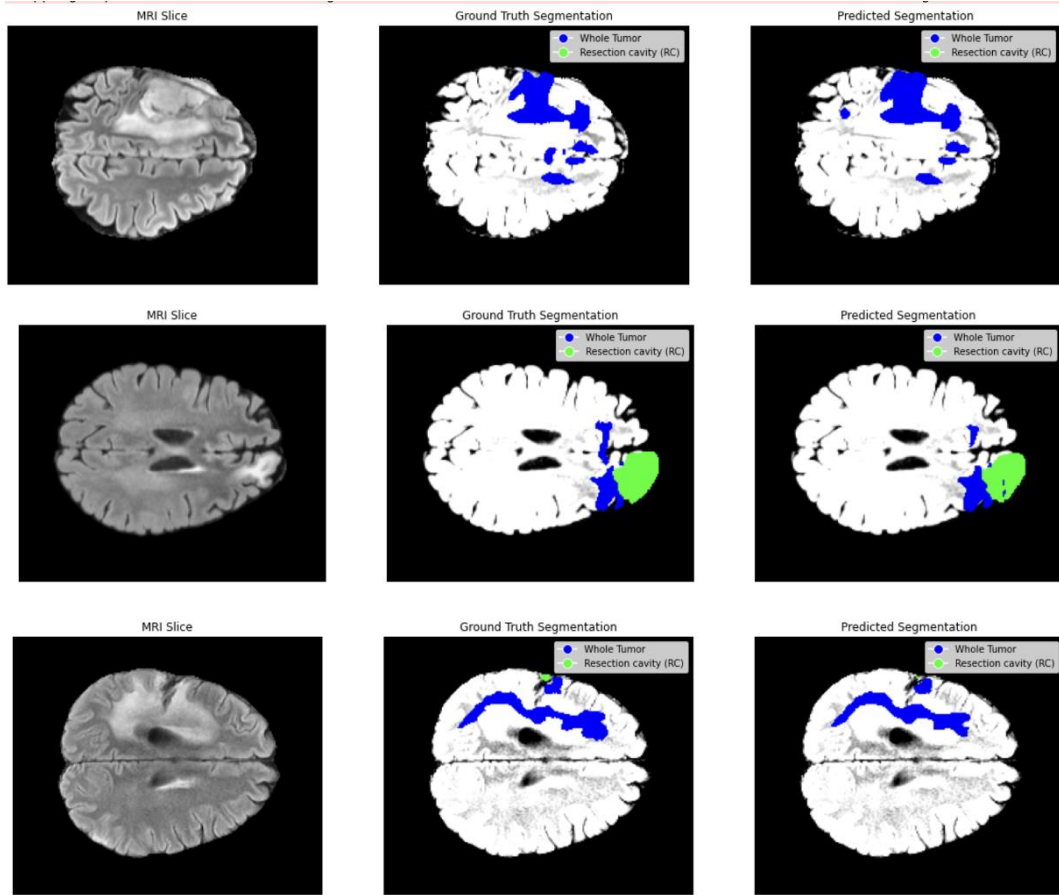 MRI Slice
Ground Truth Segmentation
Predicted Segmentation
Whole Tumor
Resection cavity (RC)
Whole Tumor
Resection cavity (RC)
MRI Slice
Ground Truth Segmentation
Predicted Segmentation
Whole Tumor
Resection cavity (RC)
Whole Tumor
Resection cavity (RC)
MRI Slice
Ground Truth Segmentation
Predicted Segmentation
Whole Tumor
Resection cavity (RC)
Whole Tumor
Resection cavity (RC)